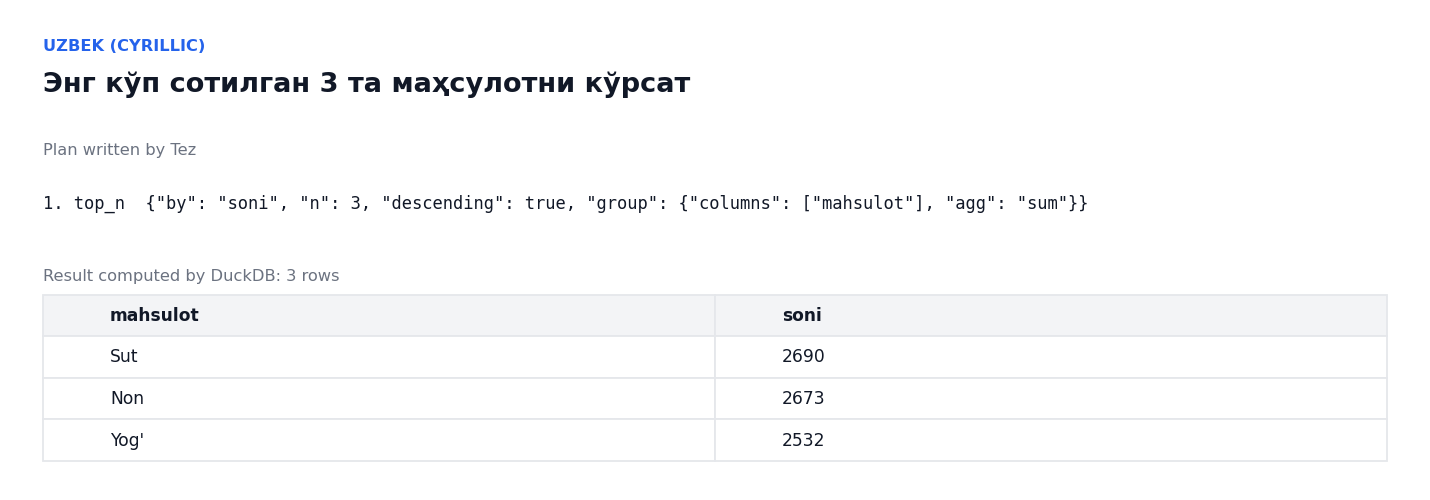 UZBEK (CYRILLIC)
Энг кўп сотилган 3 та маҳсулотни кўрсат
Plan written by Tez
1. top_n  {"by": "soni", "n": 3, "descending": true, "group": {"columns": ["mahsulot"], "agg": "sum"}}
Result computed by DuckDB: 3 rows
mahsulot soni
Sut 2690
Non 2673
Yog' 2532